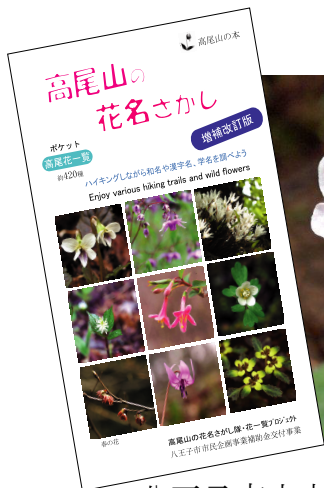 高尾山の本
高尾山の
花名さがし
増補改訂版
ポケット
高尾花一覧
約420種
ハイキングしながら和名や漢字名、学名を調べよう
Enjoy various hiking trails and wild flowers
春の花
高尾山の花名さがし隊・花一覧プロジェクト
八王子市市民企画事業補助金交付事業